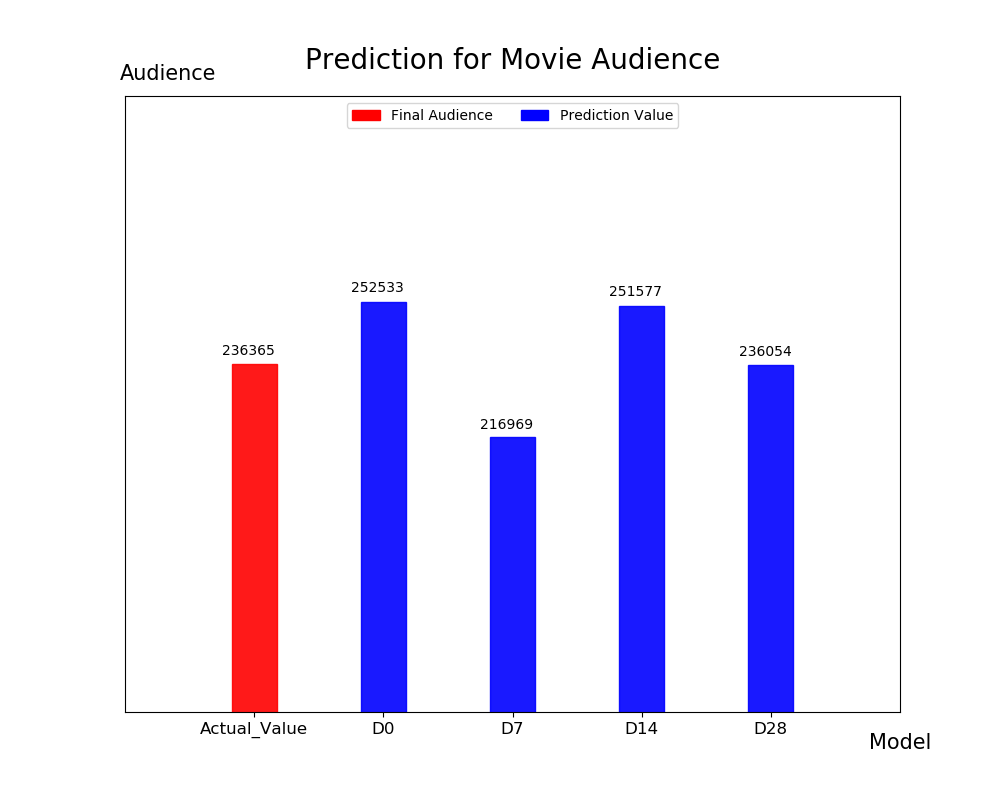 Prediction for Movie Audience
Audience
Final Audience
Prediction Value
236365
252533
216969
251577
236054
Actual_Value
D0
D7
D14
D28
Model